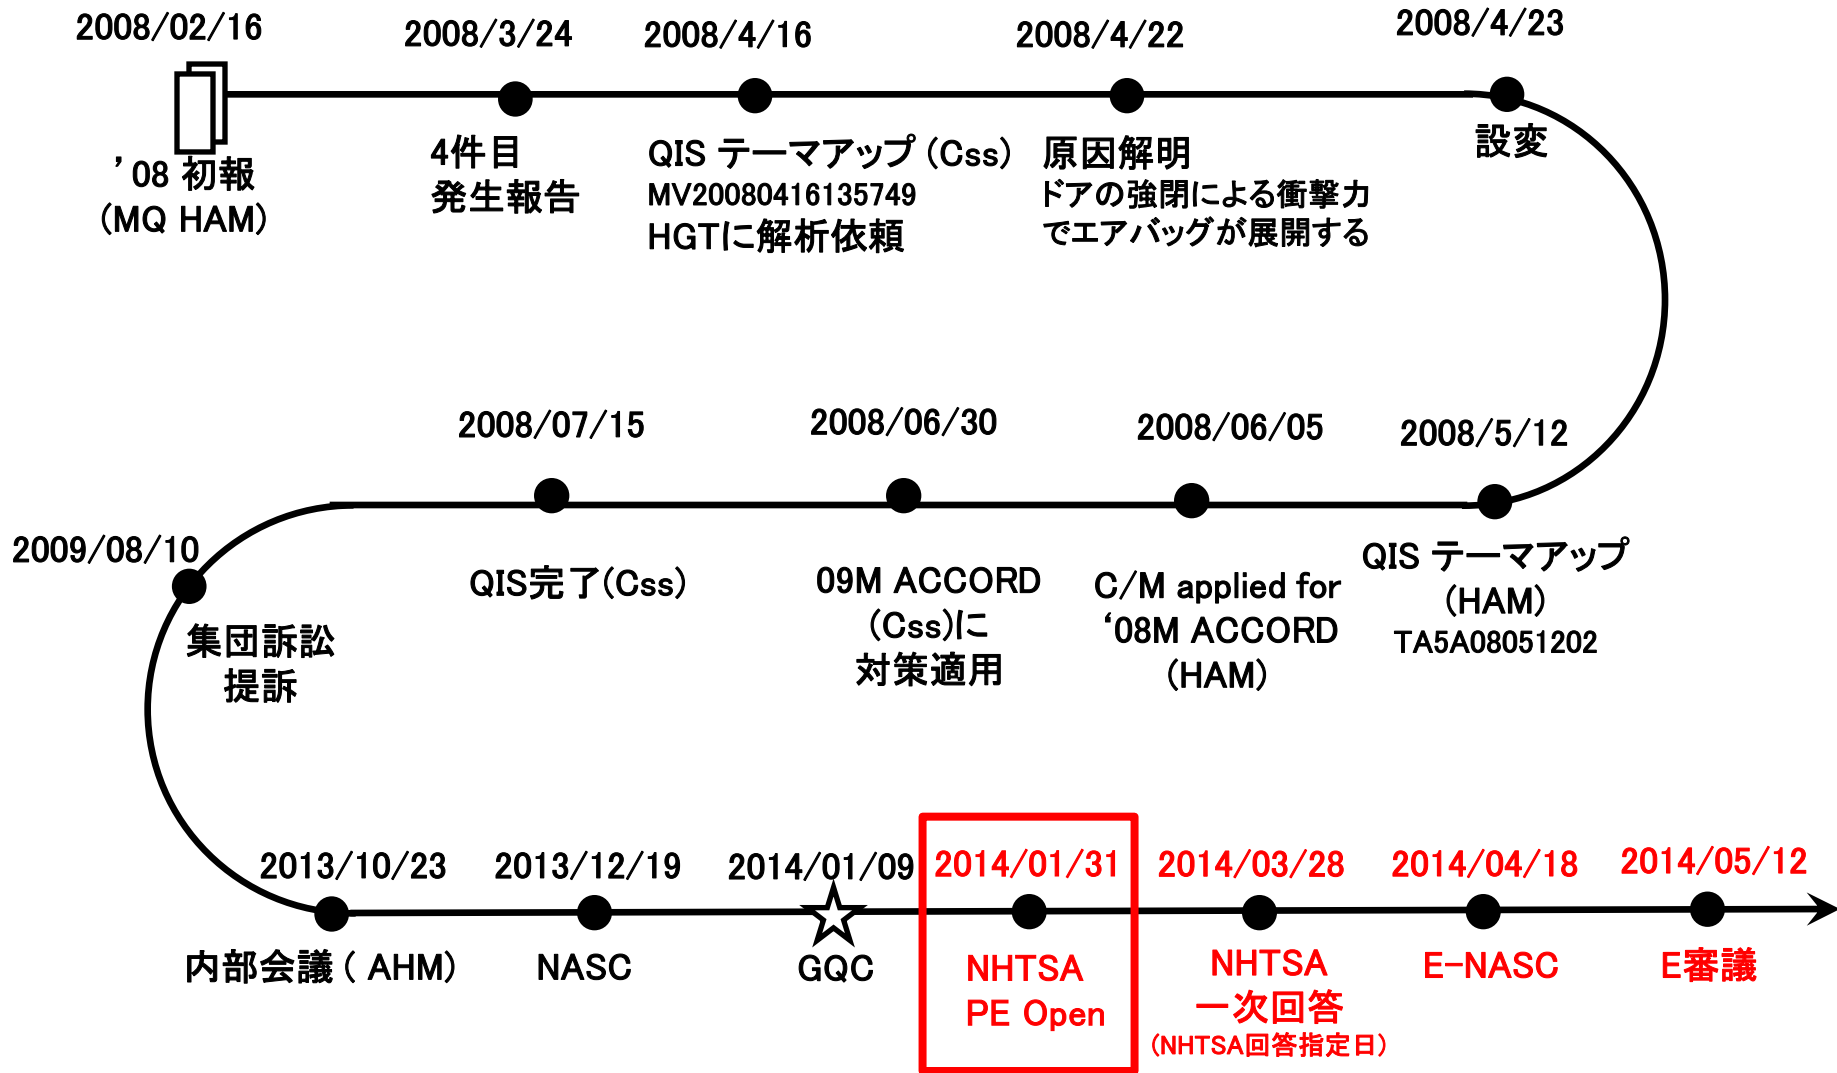 2008/02/16
’08 初報
(MQ HAM)
2008/3/24
4件目
発生報告
2008/4/16
QIS テーマアップ (Css)
MV20080416135749
HGTに解析依頼
2008/4/22
原因解明
ドアの強閉による衝撃力
でエアバッグが展開する
2008/4/23
設変
2008/5/12
QIS テーマアップ
(HAM)
TA5A08051202
2008/06/05
C/M applied for
‘08M ACCORD
(HAM)
2008/06/30
09M ACCORD
(Css)に
対策適用
2008/07/15
QIS完了(Css)
2009/08/10
集団訴訟
提訴
2013/10/23
内部会議 ( AHM)
2013/12/19
NASC
2014/01/09
GQC
2014/01/31
NHTSA
PE Open
2014/03/28
NHTSA
一次回答
(NHTSA回答指定日)
2014/04/18
E-NASC
2014/05/12
E審議